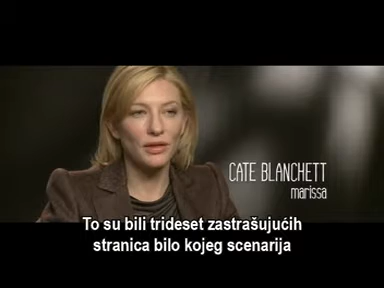 CATE BLANCHETT
marissa
To su bili trideset zastrašujućih
stranica bilo kojeg scenarija